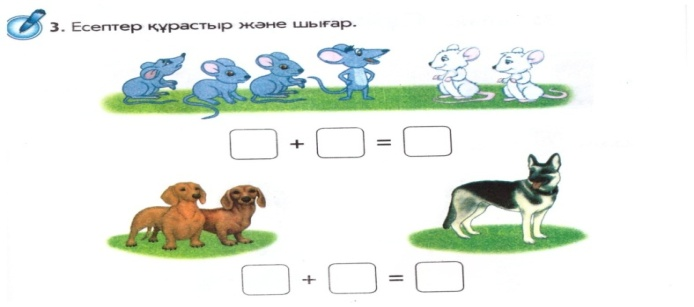 3. Есептер құрастыр және шығар.
+ =
+ =